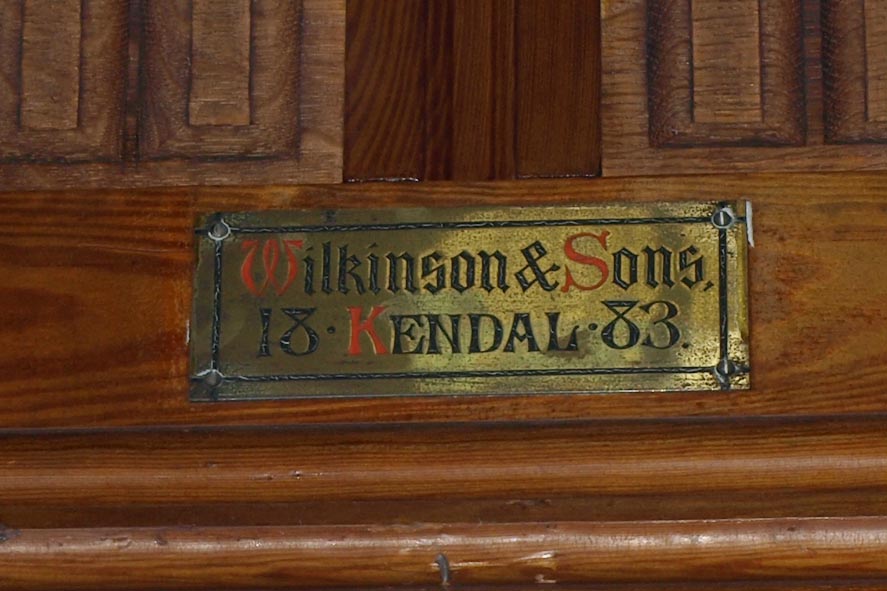 Wilkinson & Sons,
18 · KENDAL · 83.